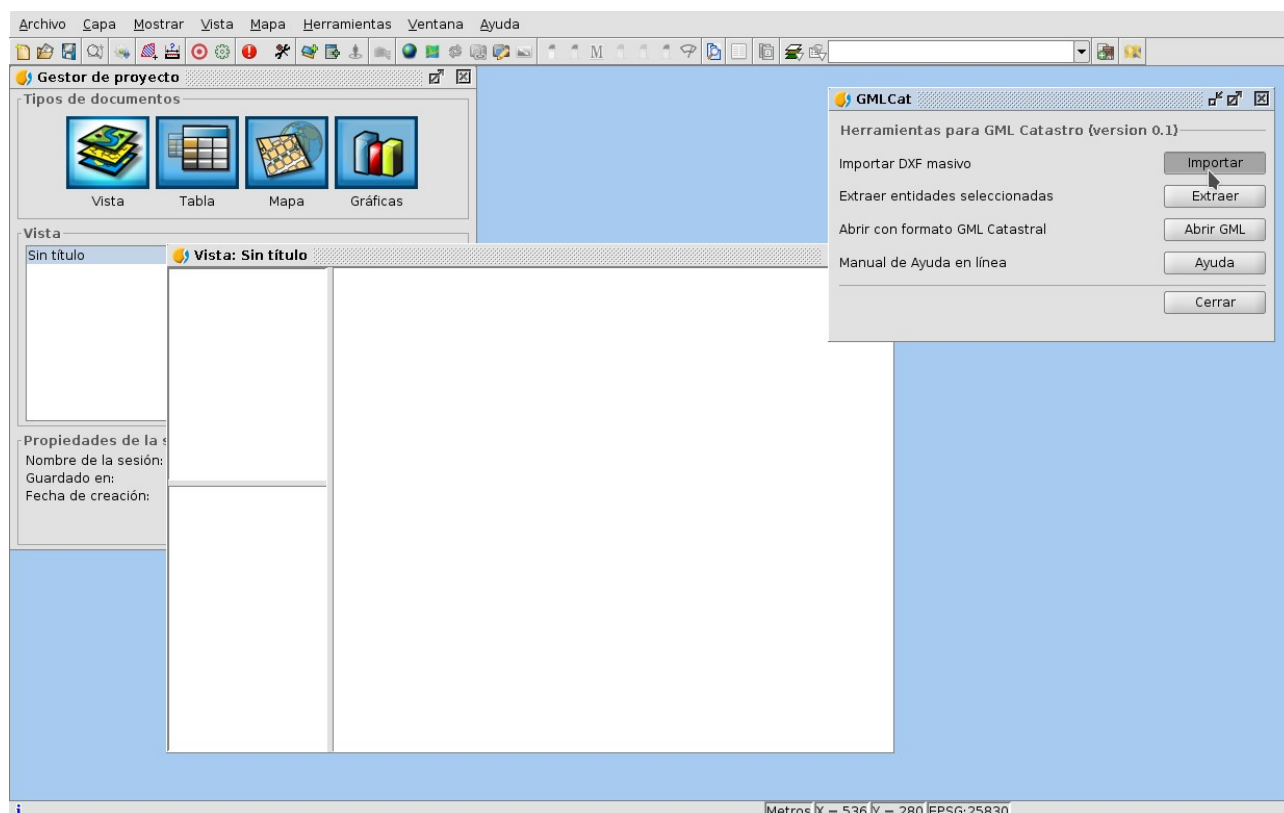 Archivo Capa Mostrar Vista Mapa Herramientas Ventana Ayuda
M
Gestor de proyecto
Tipos de documentos
Vista Tabla Mapa Gráficas
Vista
Sin título
Vista: Sin título
Propiedades de la s
Nombre de la sesión:
Guardado en:
Fecha de creación:
GMLCat
Herramientas para GML Catastro (version 0.1)
Importar DXF masivo Importar
Extraer entidades seleccionadas Extraer
Abrir con formato GML Catastral Abrir GML
Manual de Ayuda en línea Ayuda
Cerrar
Metros X = 536 Y = 280 EPSG:25830